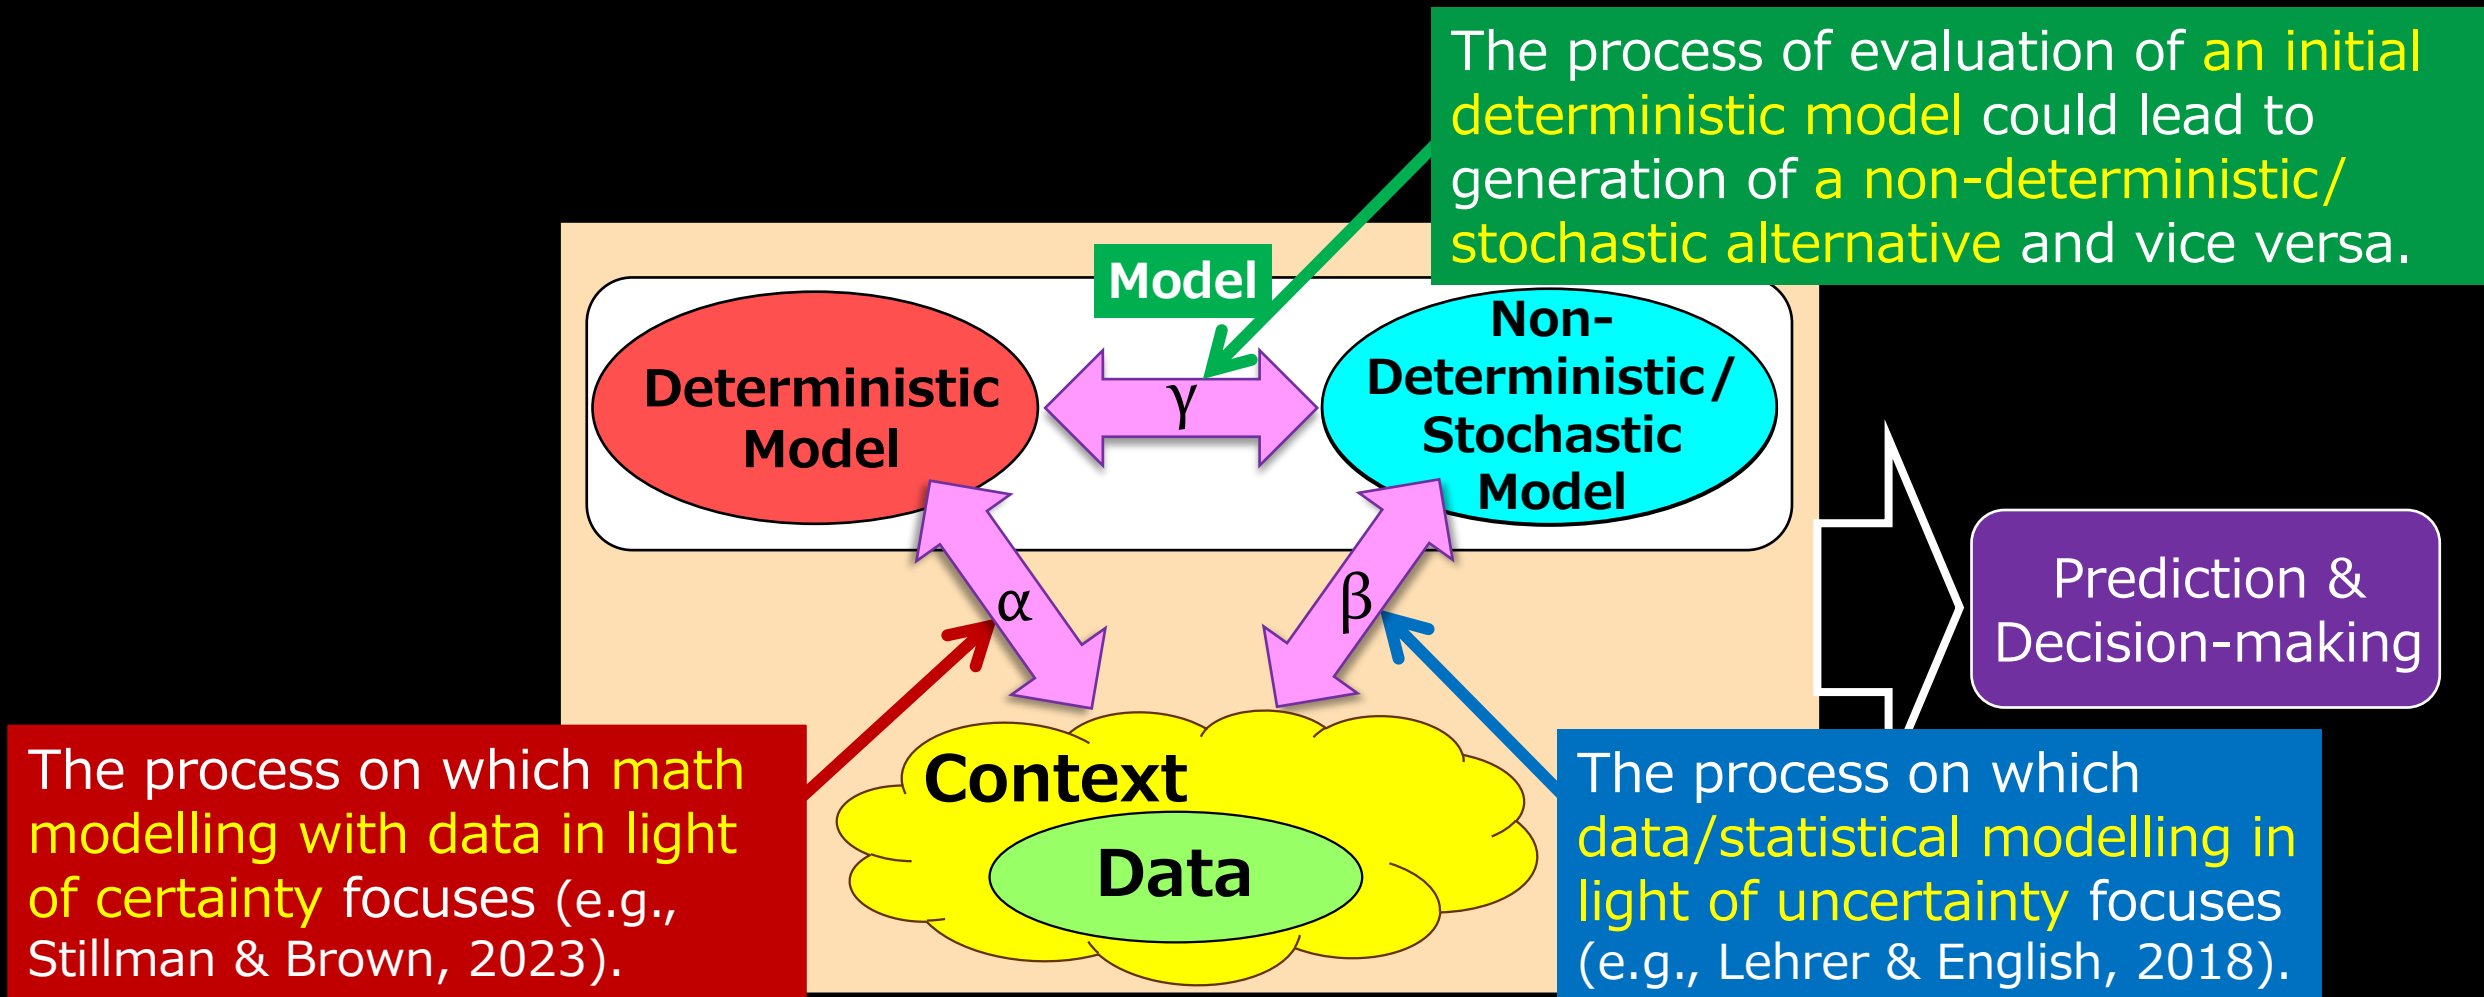 The process of evaluation of an initial
deterministic model could lead to
generation of a non-deterministic/
stochastic alternative and vice versa.
Model
Deterministic
Model
γ
Non-
Deterministic/
Stochastic
Model
α
β
Prediction &
Decision-making
The process on which math
modelling with data in light
of certainty focuses (e.g.,
Stillman & Brown, 2023).
Context
Data
The process on which
data/statistical modelling in
light of uncertainty focuses
(e.g., Lehrer & English, 2018).